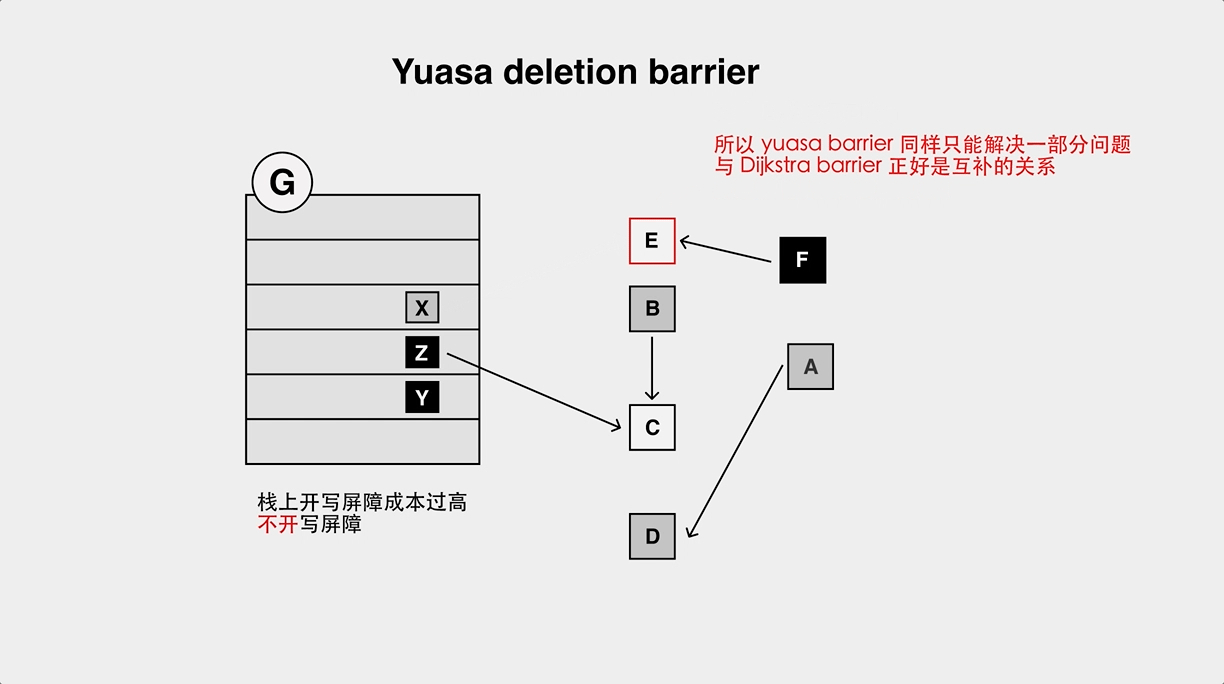 Yuasa deletion barrier
所以 yuasa barrier 同样只能解决一部分问题
与 Dijkstra barrier 正好是互补的关系
G
E
F
X
B
Z
A
Y
C
栈上开写屏障成本过高
不开写屏障
D